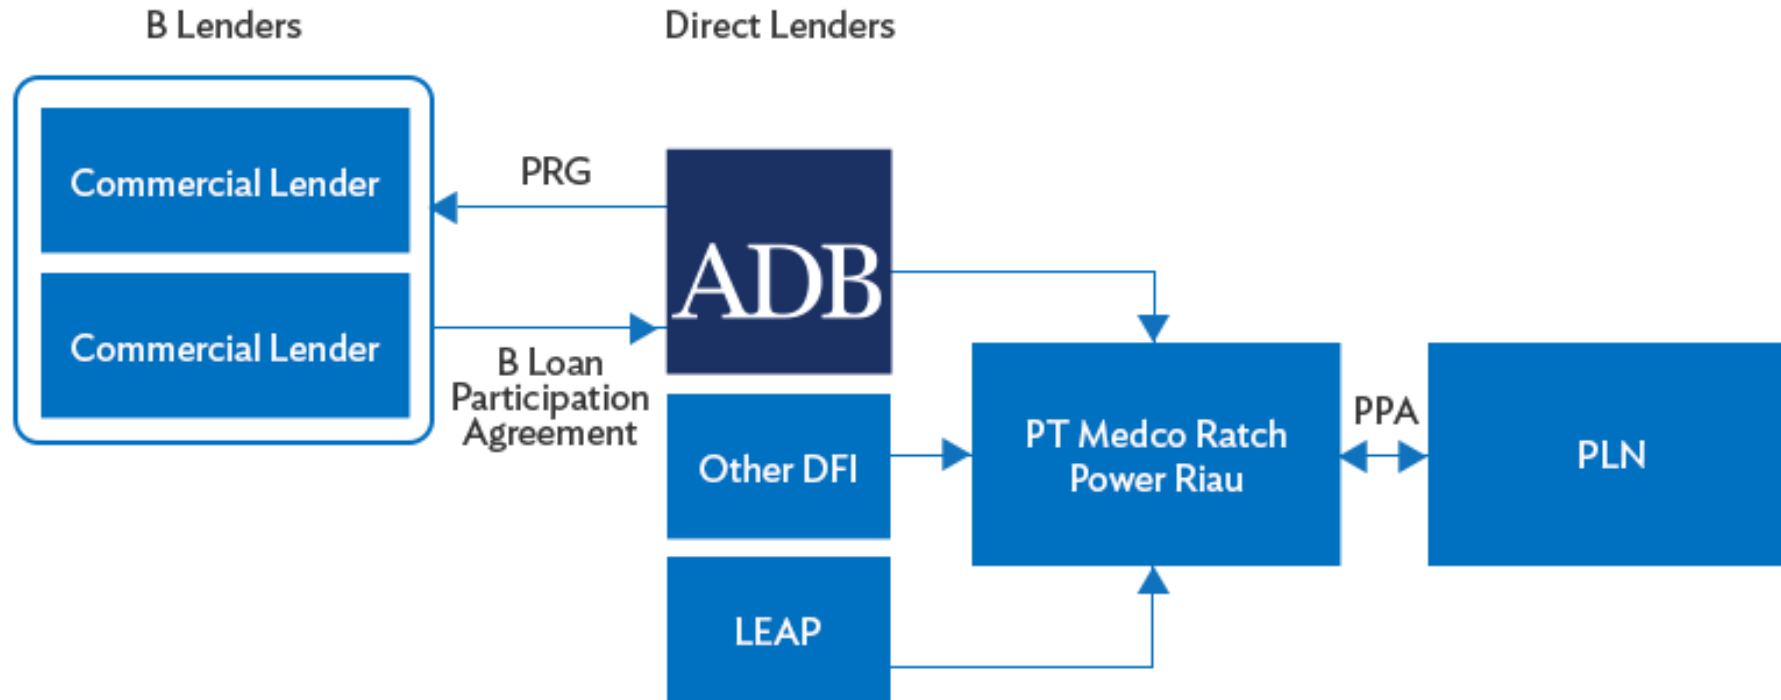 B Lenders
Direct Lenders
Commercial Lender
Commercial Lender
PRG
B Loan
Participation
Agreement
ADB
Other DFI
LEAP
PT Medco Ratch
Power Riau
PPA
PLN